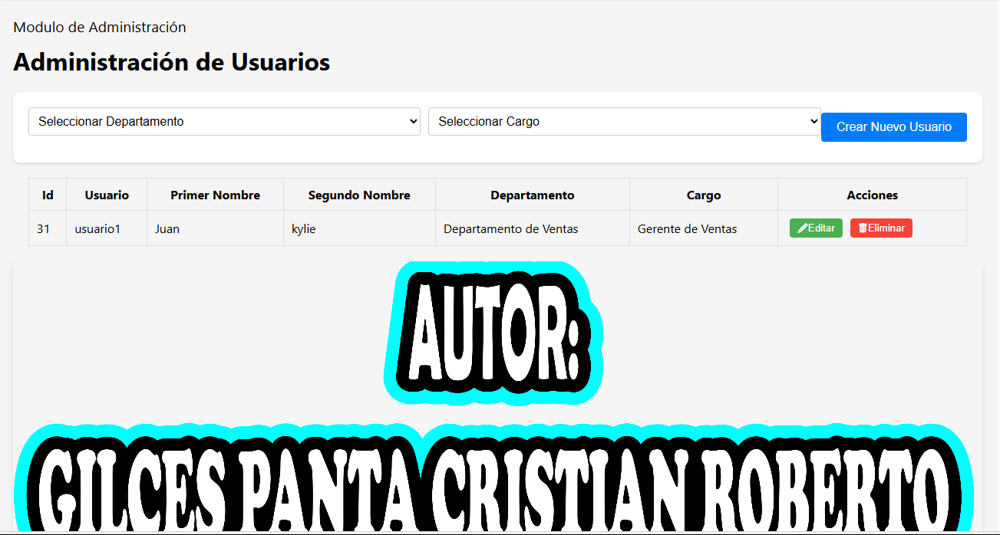 Modulo de Administración
Administración de Usuarios
Seleccionar Departamento Seleccionar Cargo Crear Nuevo Usuario
Id Usuario Primer Nombre Segundo Nombre Departamento Cargo Acciones
31 usuario1 Juan kylie Departamento de Ventas Gerente de Ventas Editar Eliminar
AUTOR:
GILCES PANTA CRISTIAN ROBERTO